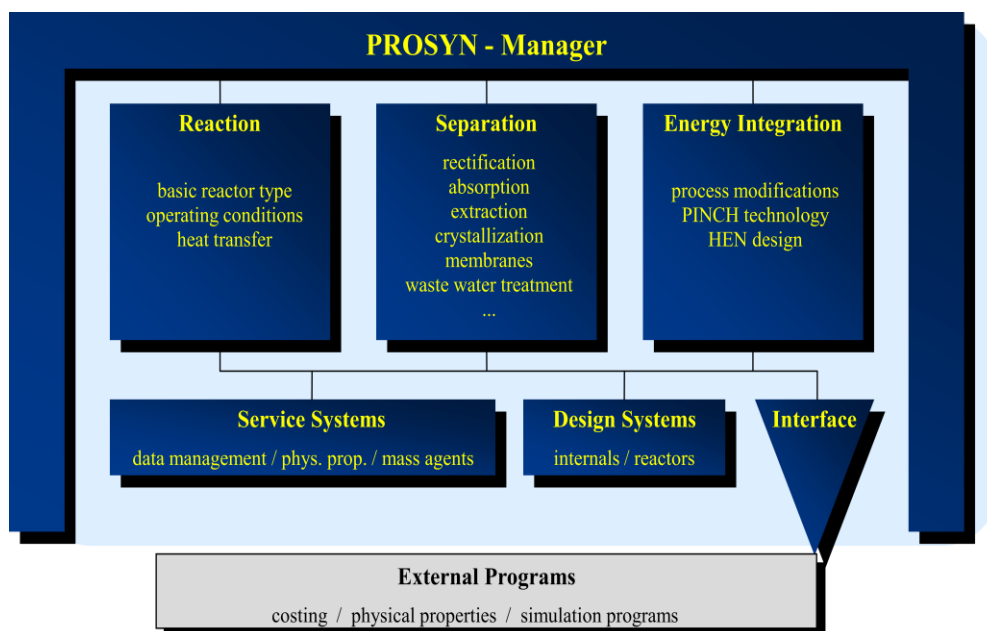 PROSYN - Manager
Reaction
basic reactor type
operating conditions
heat transfer
Separation
rectification
absorption
extraction
crystallization
membranes
waste water treatment
...
Energy Integration
process modifications
PINCH technology
HEN design
Service Systems
data management / phys. prop. / mass agents
Design Systems
internals / reactors
Interface
External Programs
costing / physical properties / simulation programs